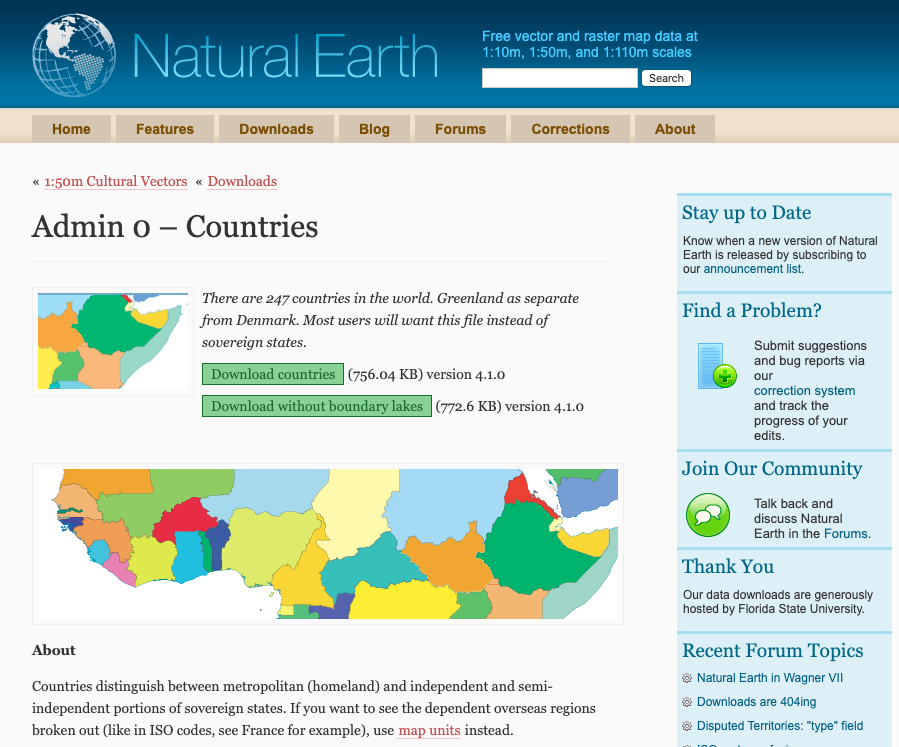 Natural Earth
Free vector and raster map data at
1:10m, 1:50m, and 1:110m scales
Search
Home
Features
Downloads
Blog
Forums
Corrections
About
« 1:50m Cultural Vectors « Downloads
Admin 0 – Countries
There are 247 countries in the world. Greenland as separate
from Denmark. Most users will want this file instead of
sovereign states.
Download countries (756.04 KB) version 4.1.0
Download without boundary lakes (772.6 KB) version 4.1.0
About
Countries distinguish between metropolitan (homeland) and independent and semi-
independent portions of sovereign states. If you want to see the dependent overseas regions
broken out (like in ISO codes, see France for example), use map units instead.
Stay up to Date
Know when a new version of Natural
Earth is released by subscribing to
our announcement list.
Find a Problem?
Submit suggestions
and bug reports via
our
correction system
and track the
progress of your
edits.
Join Our Community
Talk back and
discuss Natural
Earth in the Forums.
Thank You
Our data downloads are generously
hosted by Florida State University.
Recent Forum Topics
Natural Earth in Wagner VII
Downloads are 404ing
Disputed Territories: "type" field